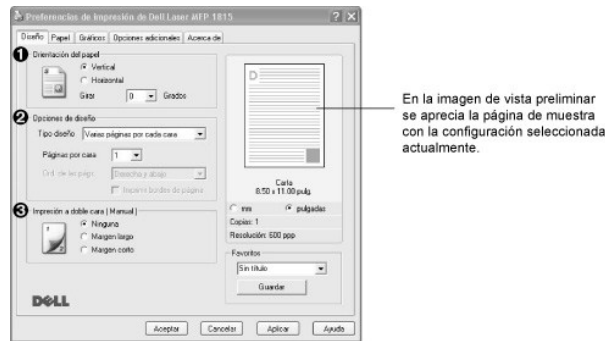 Preferencias de impresión de Dell Laser MFP 1815
Diseño Papel Gráficos Opciones adicionales Acerca de
1 Orientación del papel
Vertical
Horizontal
Girar 0 Grados
2 Opciones de diseño
Tipo diseño Varias páginas por cada cara
Páginas por cara 1
Ord. de las págs. Derecha y abajo
Imprimir bordes de página
3 Impresión a doble cara ( Manual )
Ninguna
Margen largo
Margen corto
DELL
Carta
8.50 x 11.00 pulg.
mm pulgadas
Copias: 1
Resolución: 600 ppp
Favoritos
Sin título
Guardar
Aceptar Cancelar Aplicar Ayuda
En la imagen de vista preliminar
se aprecia la página de muestra
con la configuración seleccionada
actualmente.